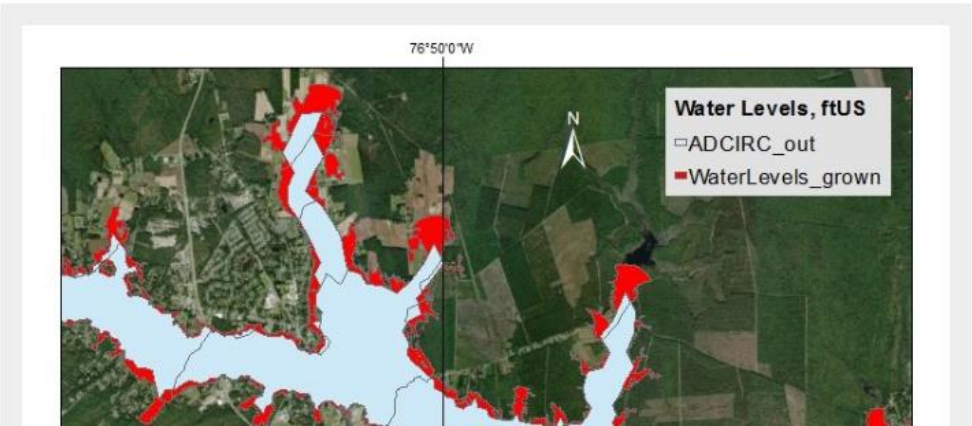 76°50'0"W
N
Water Levels, ftUS
ADCIRC_out
WaterLevels_grown